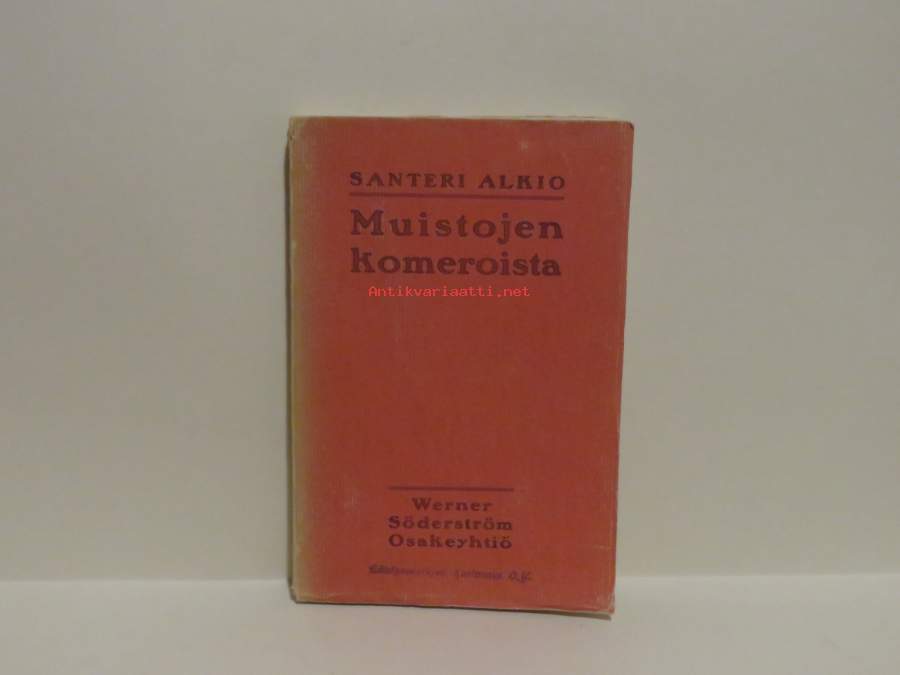 SANTERI ALKIO
Muistojen
komeroista
Antikvariaatti.net
Werner
Söderström
Osakeyhtiö